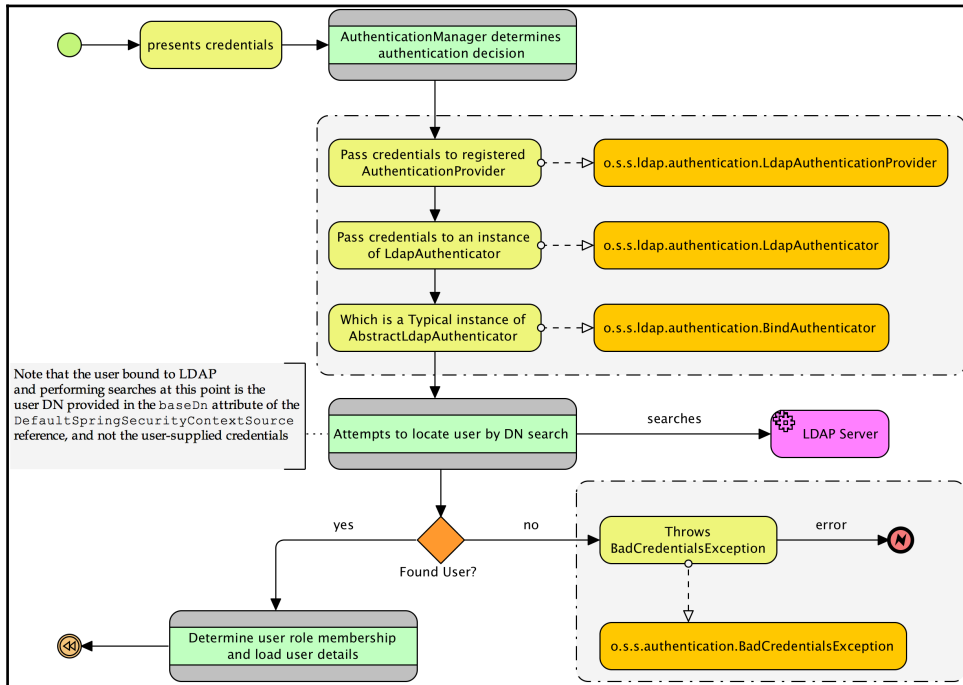 presents credentials
AuthenticationManager determines
authentication decision
Pass credentials to registered
AuthenticationProvider
o.s.s.ldap.authentication.LdapAuthenticationProvider
Pass credentials to an instance
of LdapAuthenticator
o.s.s.ldap.authentication.LdapAuthenticator
Which is a Typical instance of
AbstractLdapAuthenticator
o.s.s.ldap.authentication.BindAuthenticator
Note that the user bound to LDAP
and performing searches at this point is the
user DN provided in the baseDn attribute of the
DefaultSpringSecurityContextSource
reference, and not the user-supplied credentials
Attempts to locate user by DN search
searches
LDAP Server
yes
no
Found User?
Throws
BadCredentialsException
error
o.s.s.authentication.BadCredentialsException
Determine user role membership
and load user details